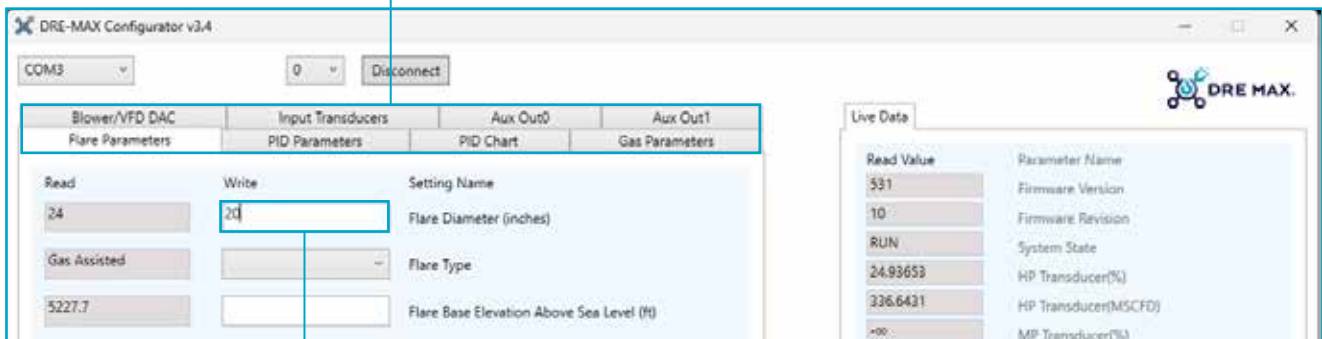 DRE-MAX Configurator v3.4
COM3 0 Disconnect
DRE MAX.
Blower/VFD DAC Input Transducers Aux Out0 Aux Out1
Flare Parameters PID Parameters PID Chart Gas Parameters
Read Write Setting Name
24 20 Flare Diameter (inches)
Gas Assisted Flare Type
5227.7 Flare Base Elevation Above Sea Level (ft)
Live Data
Read Value Parameter Name
531 Firmware Version
10 Firmware Revision
RUN System State
24.93653 HP Transducer(%)
336.6431 HP Transducer(MSCFD)
-∞ MP Transducer(%)